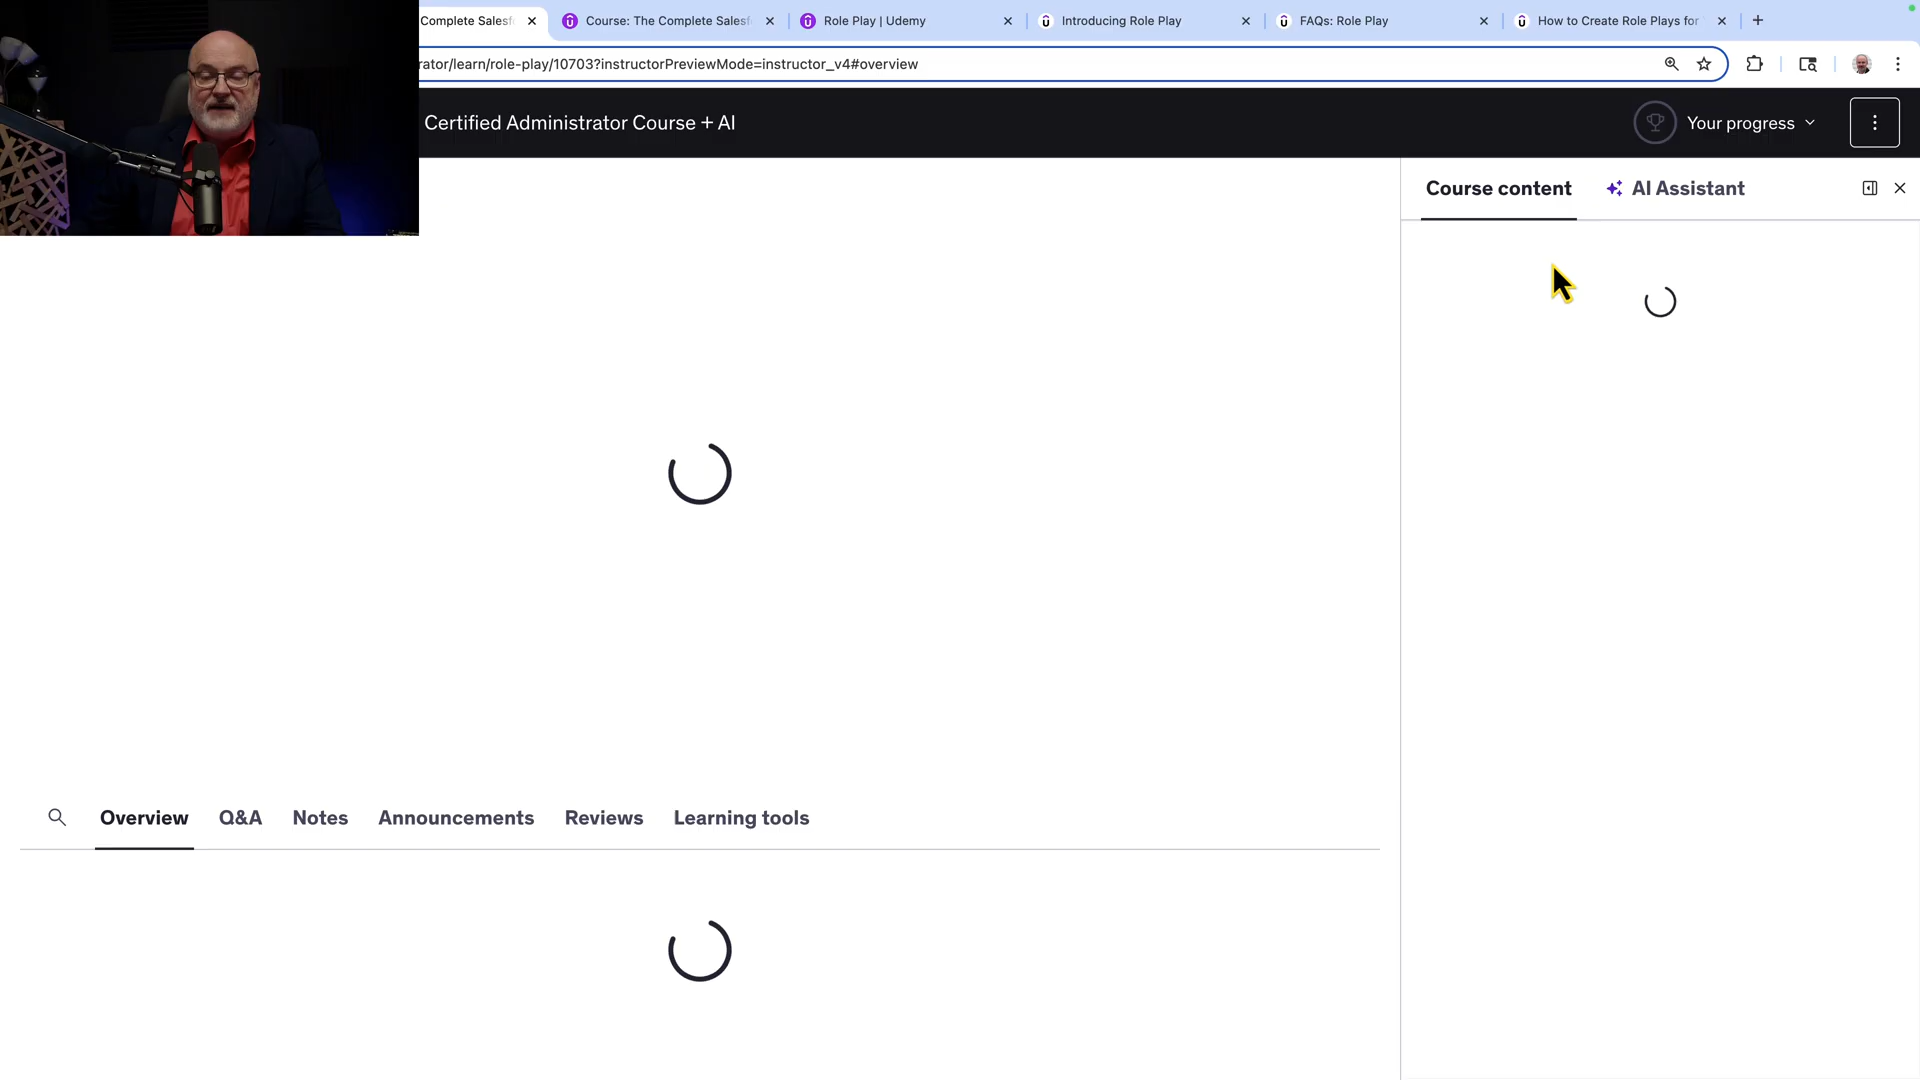 Complete Salesf
Course: The Complete Salesf
Role Play | Udemy
Introducing Role Play
FAQs: Role Play
How to Create Role Plays for
rator/learn/role-play/10703?instructorPreviewMode=instructor_v4#overview
Certified Administrator Course + AI
Your progress
Course content
AI Assistant
Overview
Q&A
Notes
Announcements
Reviews
Learning tools